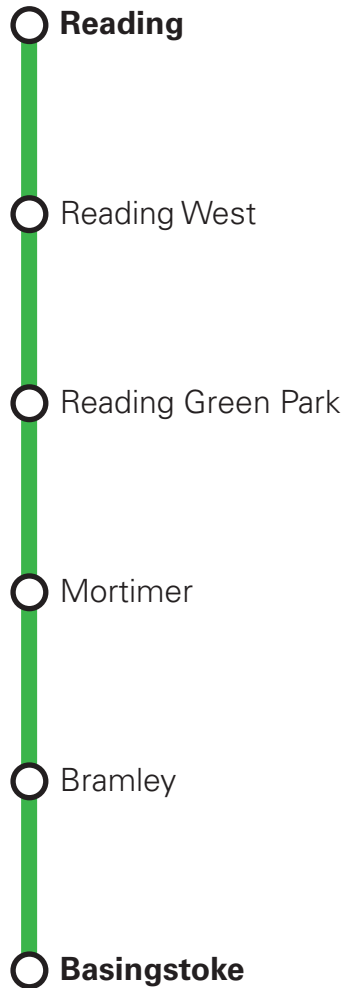 Reading
Reading West
Reading Green Park
Mortimer
Bramley
Basingstoke